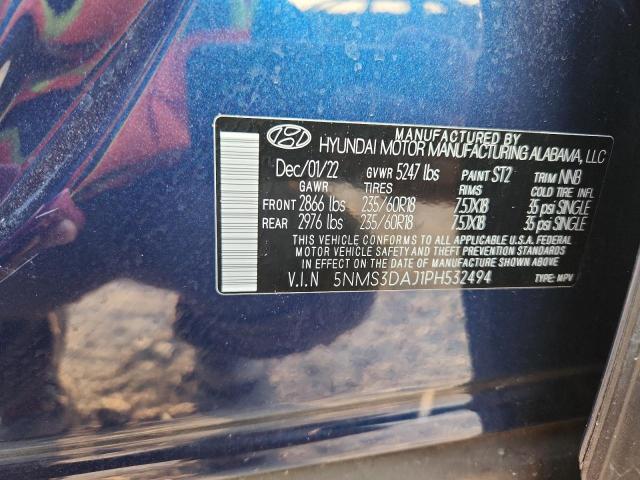 MANUFACTURED BY
HYUNDAI MOTOR MANUFACTURING ALABAMA, LLC
Dec/01/22 GVWR 5247 lbs PAINT ST2 TRIM NNB
GAWR TIRES RIMS COLD TIRE INFL
FRONT 2866 lbs 235/60R18 7.5JX18 35 psi SINGLE
REAR 2976 lbs 235/60R18 7.5JX18 35 psi SINGLE
THIS VEHICLE CONFORMS TO ALL APPLICABLE U.S.A. FEDERAL
MOTOR VEHICLE SAFETY AND THEFT PREVENTION STANDARDS
IN EFFECT ON THE DATE OF MANUFACTURE SHOWN ABOVE
V.I.N 5NMS3DAJ1PH532494 TYPE: MPV